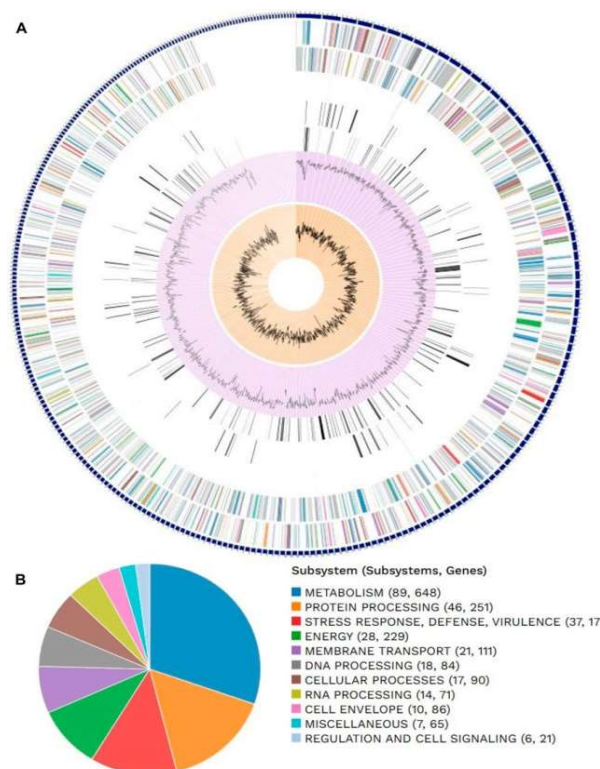 A
B
Subsystem (Subsystems, Genes)
METABOLISM (89, 648)
PROTEIN PROCESSING (46, 251)
STRESS RESPONSE, DEFENSE, VIRULENCE (37, 17
ENERGY (28, 229)
MEMBRANE TRANSPORT (21, 111)
DNA PROCESSING (18, 84)
CELLULAR PROCESSES (17, 90)
RNA PROCESSING (14, 71)
CELL ENVELOPE (10, 86)
MISCELLANEOUS (7, 65)
REGULATION AND CELL SIGNALING (6, 21)